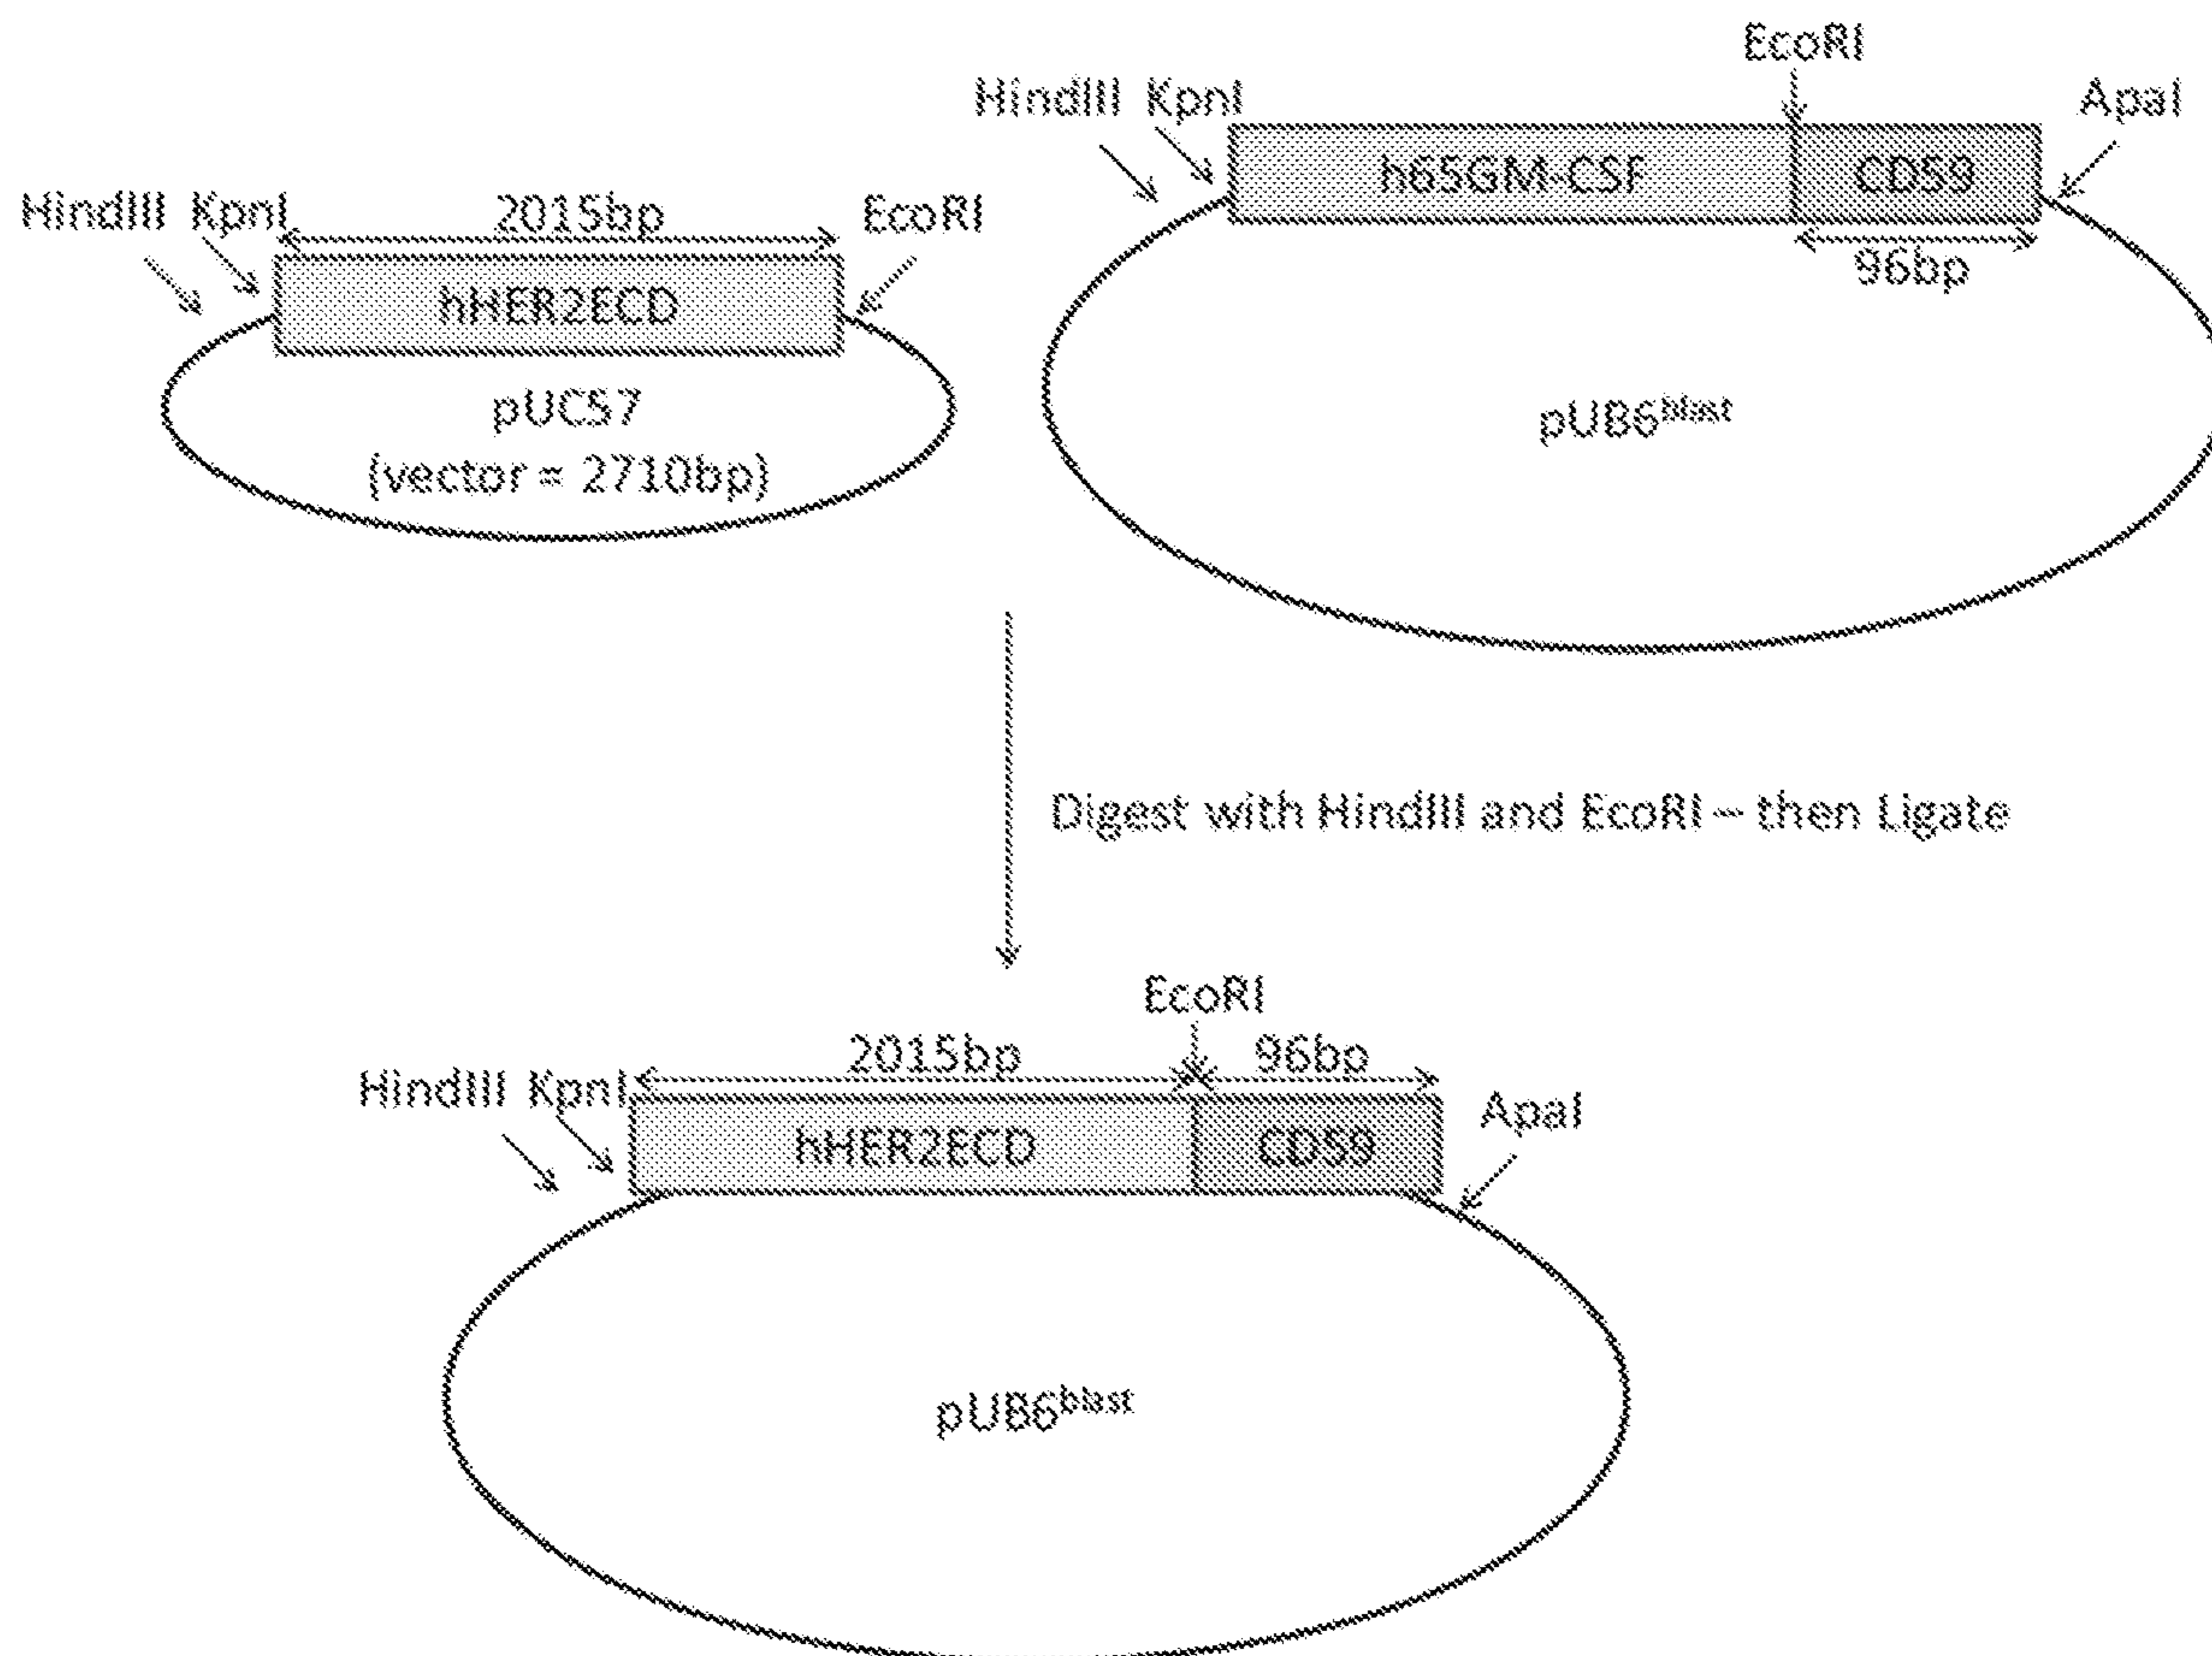 HindIII KpnI
2015bp
EcoRI
hHER2ECD
pUC57
(vector = 2710bp)
HindIII KpnI
EcoRI
ApaI
h65GM-CSF
CD59
96bp
pUB6blast
Digest with HindIII and EcoRI – then Ligate
EcoRI
2015bp
96bp
HindIII KpnI
ApaI
hHER2ECD
CD59
pUB6blast